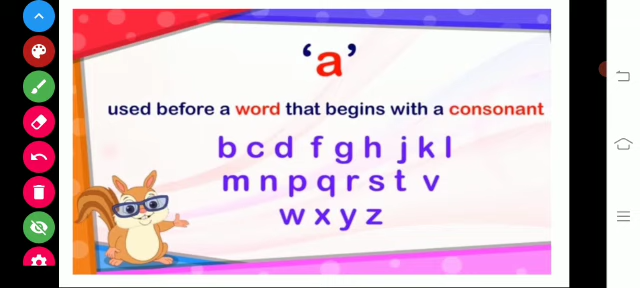 ‘a’
used before a word that begins with a consonant
b c d f g h j k l
m n p q r s t v
w x y z